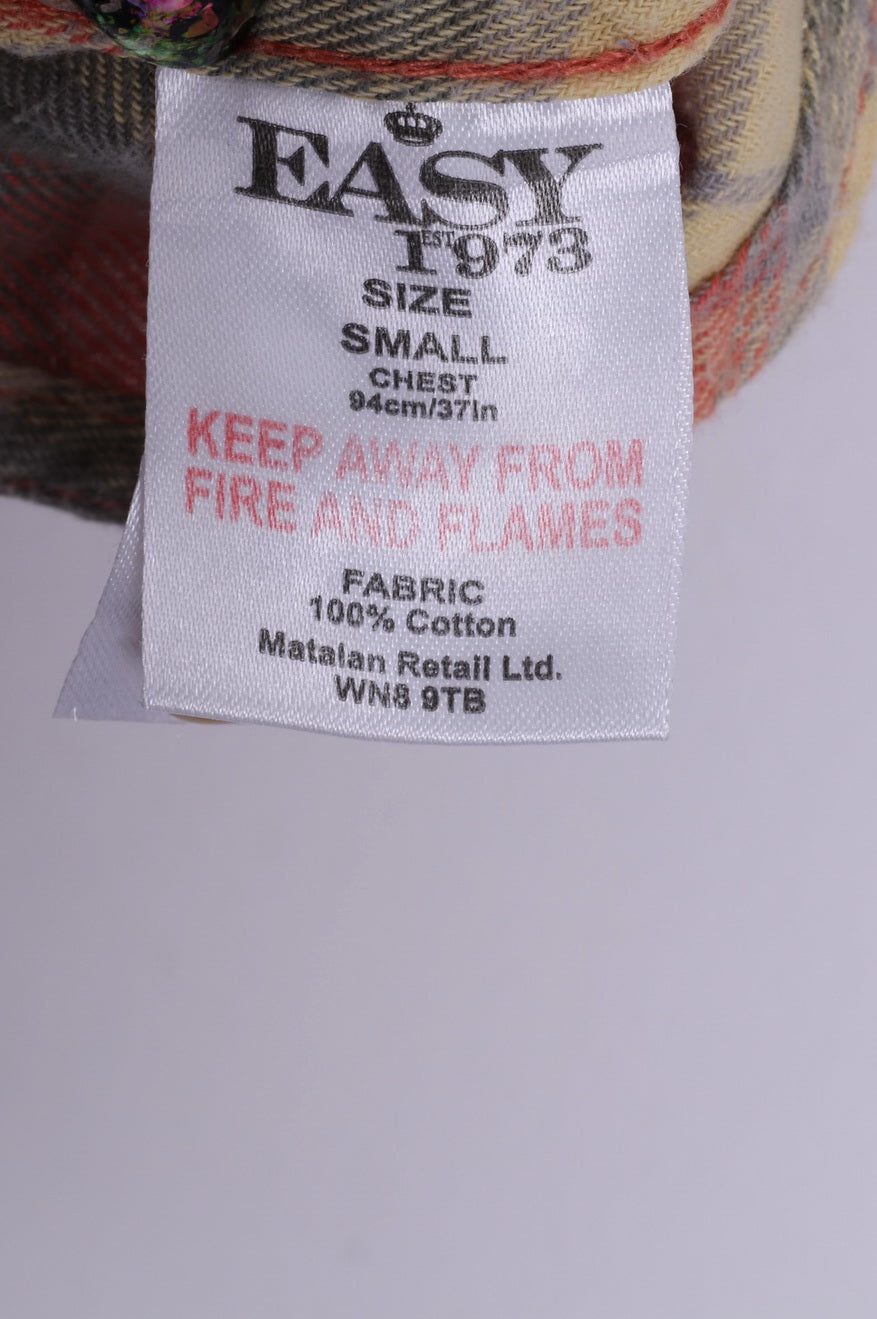 EASY
EST 1973
SIZE
SMALL
CHEST
94cm/37in
KEEP AWAY FROM
FIRE AND FLAMES
FABRIC
100% Cotton
Matalan Retail Ltd.
WN8 9TB